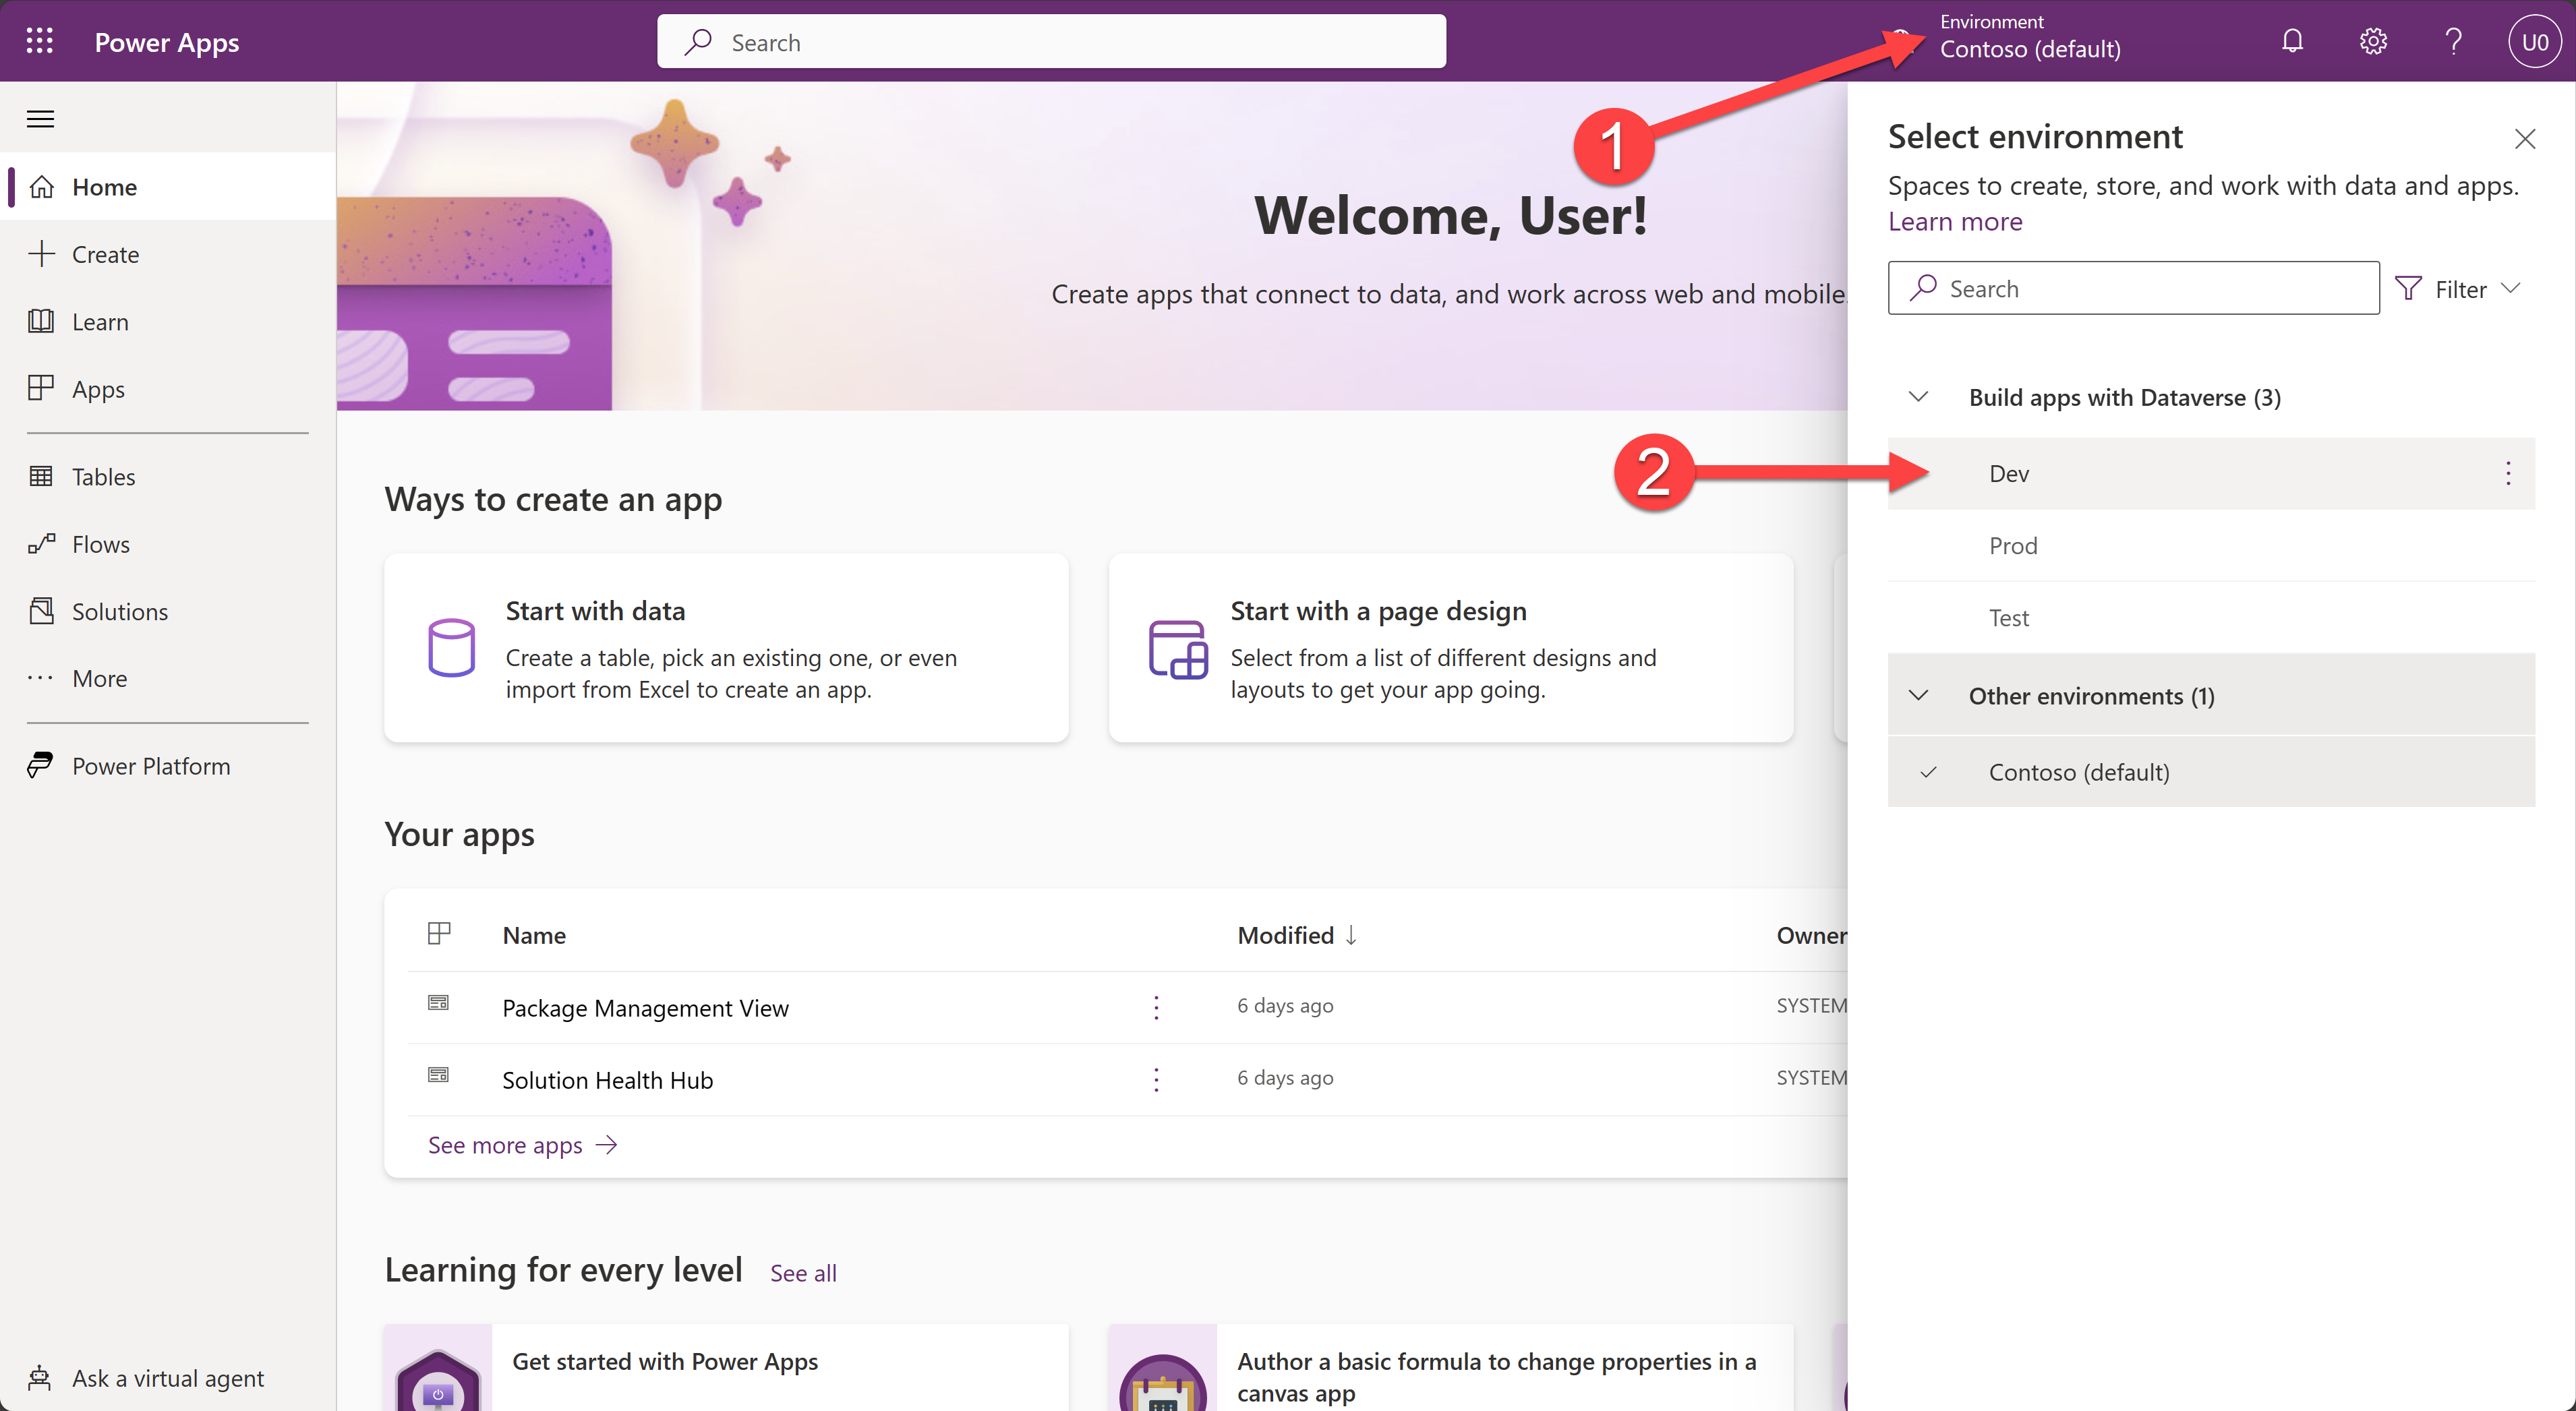 Power Apps
Search
Environment
Contoso (default)
U0
1
Home
Create
Learn
Apps
Tables
Flows
Solutions
More
Power Platform
Ask a virtual agent
Welcome, User!
Create apps that connect to data, and work across web and mobile.
Ways to create an app
Start with data
Create a table, pick an existing one, or even
import from Excel to create an app.
Start with a page design
Select from a list of different designs and
layouts to get your app going.
Your apps
Name Modified Owner
Package Management View 6 days ago SYSTEM
Solution Health Hub 6 days ago SYSTEM
See more apps
Learning for every level See all
Get started with Power Apps
Author a basic formula to change properties in a
canvas app
Select environment
Spaces to create, store, and work with data and apps.
Learn more
Search
Filter
Build apps with Dataverse (3)
2
Dev
Prod
Test
Other environments (1)
Contoso (default)